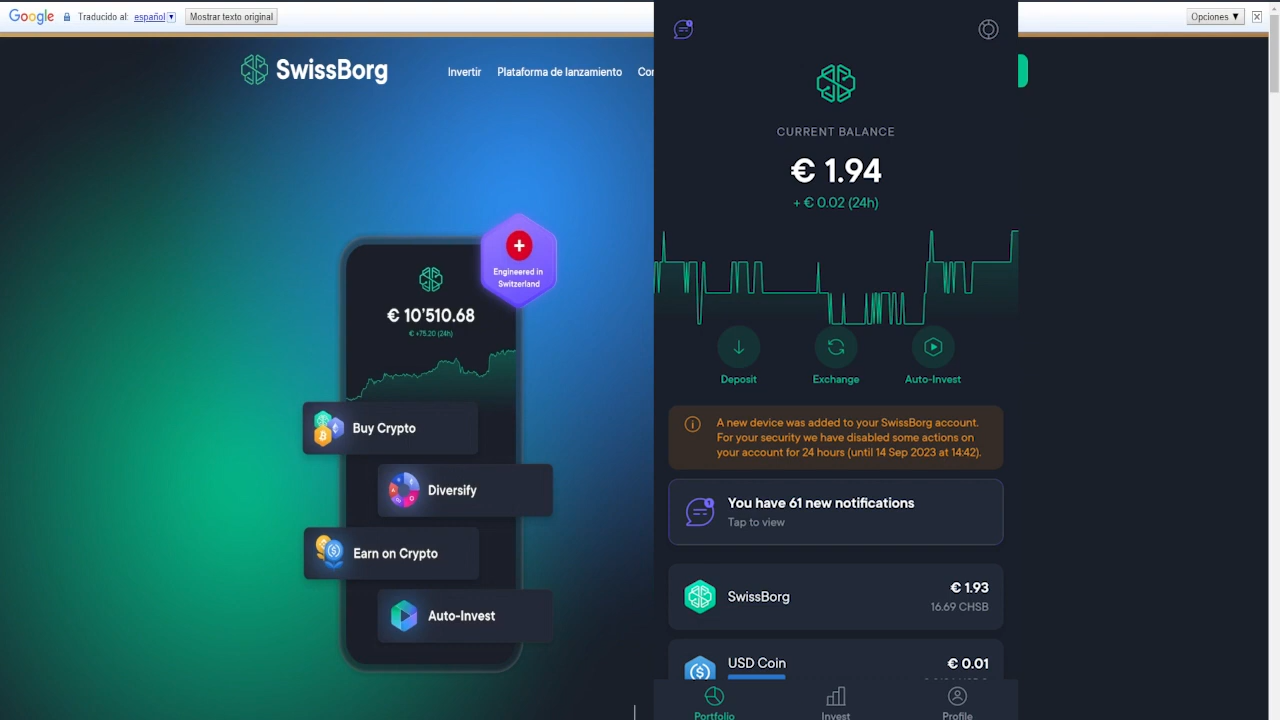 Google Traducido al: español Mostrar texto original
Opciones ▼
SwissBorg
Invertir Plataforma de lanzamiento
Engineered in
Switzerland
€ 10'510.68
€ +75.20 (24h)
Buy Crypto
Diversify
Earn on Crypto
Auto-Invest
CURRENT BALANCE
€ 1.94
+ € 0.02 (24h)
Deposit Exchange Auto-Invest
A new device was added to your SwissBorg account.
For your security we have disabled some actions on
your account for 24 hours (until 14 Sep 2023 at 14:42).
You have 61 new notifications
Tap to view
SwissBorg € 1.93
16.69 CHSB
USD Coin € 0.01
Portfolio Invest Profile